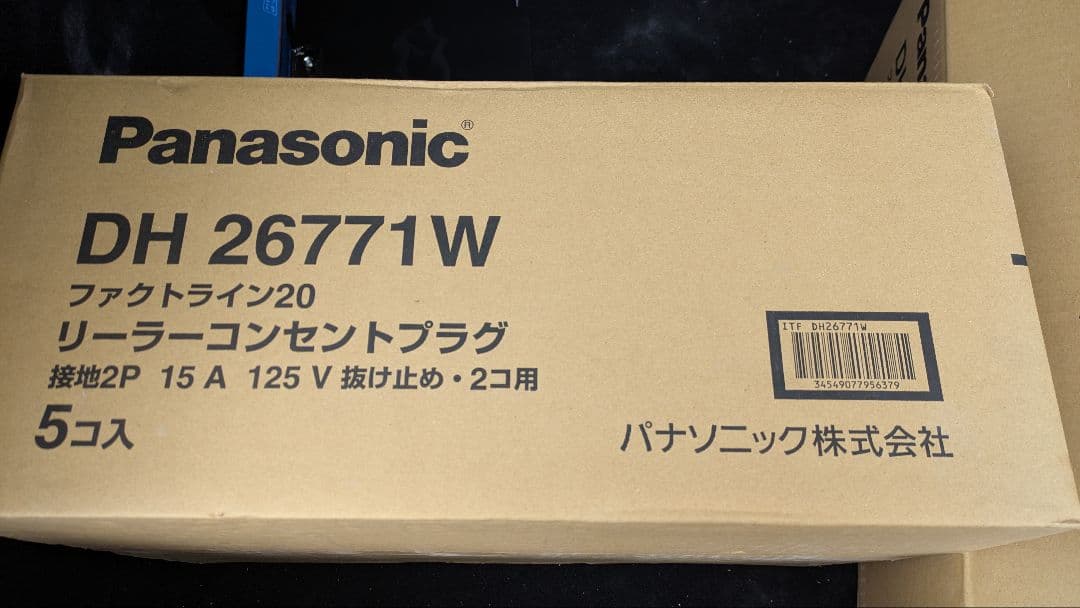 Panasonic®
DH 26771W
ファクトライン20
リーラーコンセントプラグ
接地2P 15 A 125 V 抜け止め・2コ用
5コ入
ITF DH26771W
34549077956379
パナソニック株式会社